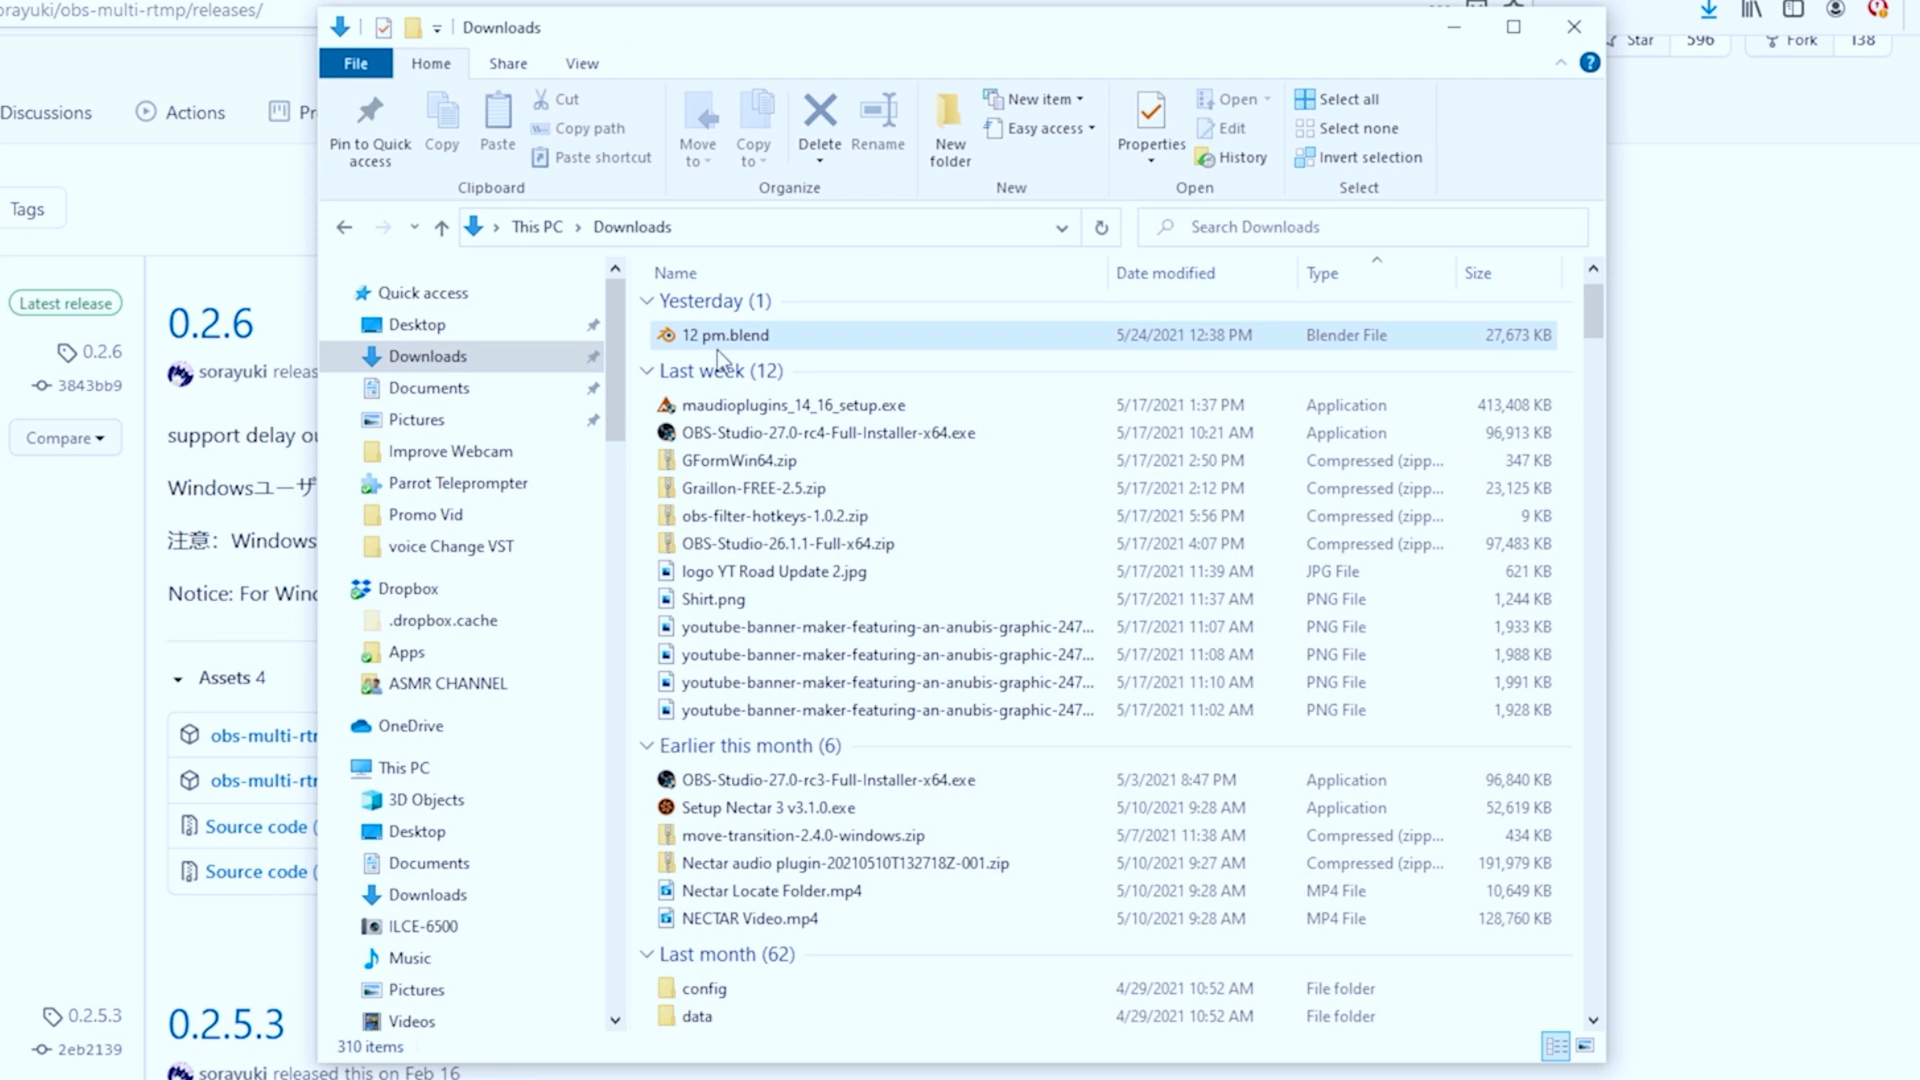 orayuki/obs-multi-rtmp/releases/
Downloads
Star 596 Fork 138
File Home Share View
Discussions Actions
Pin to Quick access
Copy
Paste
Cut
Copy path
Paste shortcut
Clipboard
Move to
Copy to
Delete
Rename
Organize
New folder
New item
Easy access
New
Properties
Open
Edit
History
Open
Select all
Select none
Invert selection
Select
Tags
This PC > Downloads
Search Downloads
Latest release
0.2.6
3843bb9
Compare
0.2.6
sorayuki
support delay
Windowsユーザ
注意：Windows
Notice: For
Assets 4
obs-multi-
obs-multi-
Source code (
Source code (
0.2.5.3
2eb2139
0.2.5.3
sorayuki released this on Feb 16
Quick access
Desktop
Downloads
Documents
Pictures
Improve Webcam
Parrot Teleprompter
Promo Vid
voice Change VST
Dropbox
.dropbox.cache
Apps
ASMR CHANNEL
OneDrive
This PC
3D Objects
Desktop
Documents
Downloads
ILCE-6500
Music
Pictures
Videos
310 items
Name Date modified Type Size
Yesterday (1)
12 pm.blend 5/24/2021 12:38 PM Blender File 27,673 KB
Last week (12)
maudioplugins_14_16_setup.exe 5/17/2021 1:37 PM Application 413,408 KB
OBS-Studio-27.0-rc4-Full-Installer-x64.exe 5/17/2021 10:21 AM Application 96,913 KB
GFormWin64.zip 5/17/2021 2:50 PM Compressed (zipp... 347 KB
Graillon-FREE-2.5.zip 5/17/2021 2:12 PM Compressed (zipp... 23,125 KB
obs-filter-hotkeys-1.0.2.zip 5/17/2021 5:56 PM Compressed (zipp... 9 KB
OBS-Studio-26.1.1-Full-x64.zip 5/17/2021 4:07 PM Compressed (zipp... 97,483 KB
logo YT Road Update 2.jpg 5/17/2021 11:39 AM JPG File 621 KB
Shirt.png 5/17/2021 11:37 AM PNG File 1,244 KB
youtube-banner-maker-featuring-an-anubis-graphic-247... 5/17/2021 11:07 AM PNG File 1,933 KB
youtube-banner-maker-featuring-an-anubis-graphic-247... 5/17/2021 11:08 AM PNG File 1,988 KB
youtube-banner-maker-featuring-an-anubis-graphic-247... 5/17/2021 11:10 AM PNG File 1,991 KB
youtube-banner-maker-featuring-an-anubis-graphic-247... 5/17/2021 11:02 AM PNG File 1,928 KB
Earlier this month (6)
OBS-Studio-27.0-rc3-Full-Installer-x64.exe 5/3/2021 8:47 PM Application 96,840 KB
Setup Nectar 3 v3.1.0.exe 5/10/2021 9:28 AM Application 52,619 KB
move-transition-2.4.0-windows.zip 5/7/2021 11:38 AM Compressed (zipp... 434 KB
Nectar audio plugin-20210510T132718Z-001.zip 5/10/2021 9:27 AM Compressed (zipp... 191,979 KB
Nectar Locate Folder.mp4 5/10/2021 9:28 AM MP4 File 10,649 KB
NECTAR Video.mp4 5/10/2021 9:28 AM MP4 File 128,760 KB
Last month (62)
config 4/29/2021 10:52 AM File folder
data 4/29/2021 10:52 AM File folder